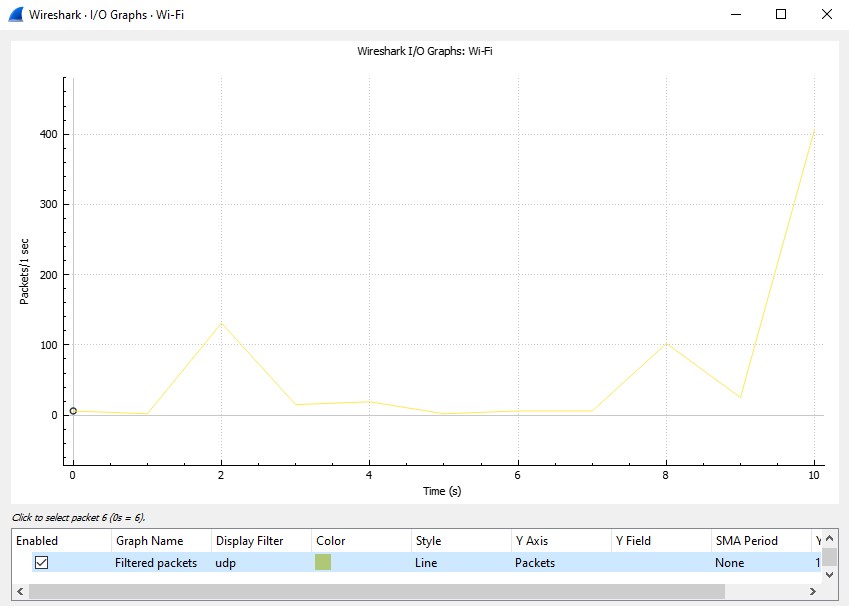 Wireshark · I/O Graphs · Wi-Fi
Wireshark I/O Graphs: Wi-Fi
400
300
200
100
0
Packets/1 sec
0 2 4 6 8 10
Time (s)
Click to select packet 6 (0s = 6).
Enabled Graph Name Display Filter Color Style Y Axis Y Field SMA Period Y
Filtered packets udp Line Packets None 1